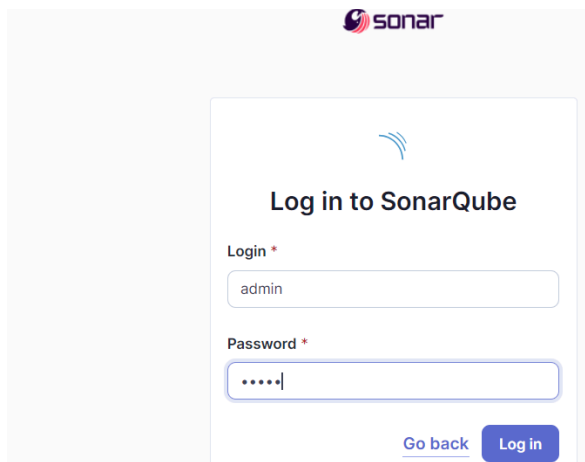 sonar
Log in to SonarQube
Login *
admin
Password *
•••••
Go back Log in